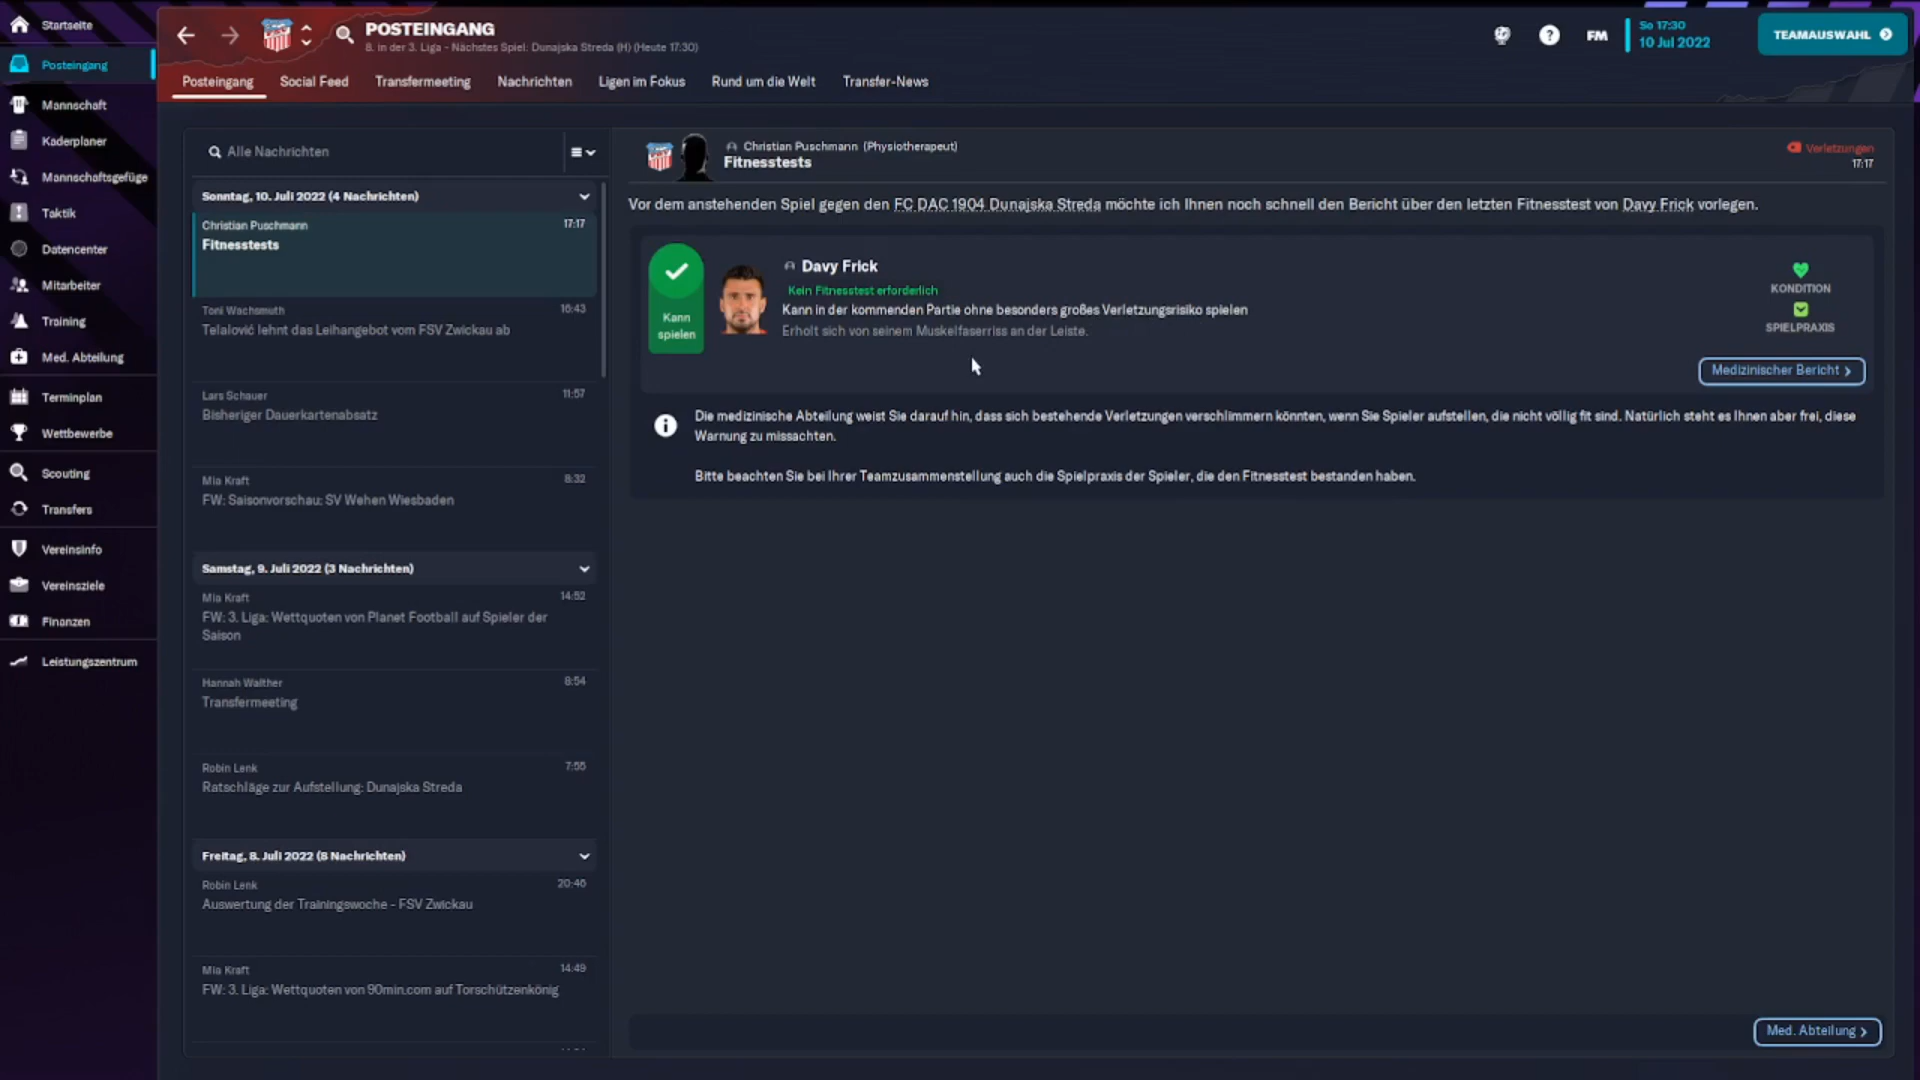 Startseite
Posteingang
Mannschaft
Kaderplaner
Mannschaftsgefüge
Taktik
Datencenter
Mitarbeiter
Training
Med. Abteilung
Terminplan
Wettbewerbe
Scouting
Transfers
Vereinsinfo
Vereinsziele
Finanzen
Leistungszentrum
POSTEINGANG
8. in der 3. Liga - Nächstes Spiel: Dunajska Streda (H) (Heute 17:30)
FM
So 17:30
10 Jul 2022
TEAMAUSWAHL
Posteingang Social Feed Transfermeeting Nachrichten Ligen im Fokus Rund um die Welt Transfer-News
Alle Nachrichten
Sonntag, 10. Juli 2022 (4 Nachrichten)
Christian Puschmann 17:17
Fitnesstests
Toni Wachsmuth 16:43
Telalović lehnt das Leihangebot vom FSV Zwickau ab
Lars Schauer 11:57
Bisheriger Dauerkartenabsatz
Mia Kraft 8:32
FW: Saisonvorschau: SV Wehen Wiesbaden
Samstag, 9. Juli 2022 (3 Nachrichten)
Mia Kraft 14:52
FW: 3. Liga: Wettquoten von Planet Football auf Spieler der
Saison
Hannah Walther 8:54
Transfermeeting
Robin Lenk 7:55
Ratschläge zur Aufstellung: Dunajska Streda
Freitag, 8. Juli 2022 (8 Nachrichten)
Robin Lenk 20:46
Auswertung der Trainingswoche - FSV Zwickau
Mia Kraft 14:49
FW: 3. Liga: Wettquoten von 90min.com auf Torschützenkönig
Christian Puschmann (Physiotherapeut)
Fitnesstests
Verletzungen
17:17
Vor dem anstehenden Spiel gegen den FC DAC 1904 Dunajska Streda möchte ich Ihnen noch schnell den Bericht über den letzten Fitnesstest von Davy Frick vorlegen.
Kann
spielen
Davy Frick
Kein Fitnesstest erforderlich
Kann in der kommenden Partie ohne besonders großes Verletzungsrisiko spielen
Erholt sich von seinem Muskelfaserriss an der Leiste.
KONDITION
SPIELPRAXIS
Medizinischer Bericht
Die medizinische Abteilung weist Sie darauf hin, dass sich bestehende Verletzungen verschlimmern könnten, wenn Sie Spieler aufstellen, die nicht völlig fit sind. Natürlich steht es Ihnen aber frei, diese
Warnung zu missachten.
Bitte beachten Sie bei Ihrer Teamzusammenstellung auch die Spielpraxis der Spieler, die den Fitnesstest bestanden haben.
Med. Abteilung